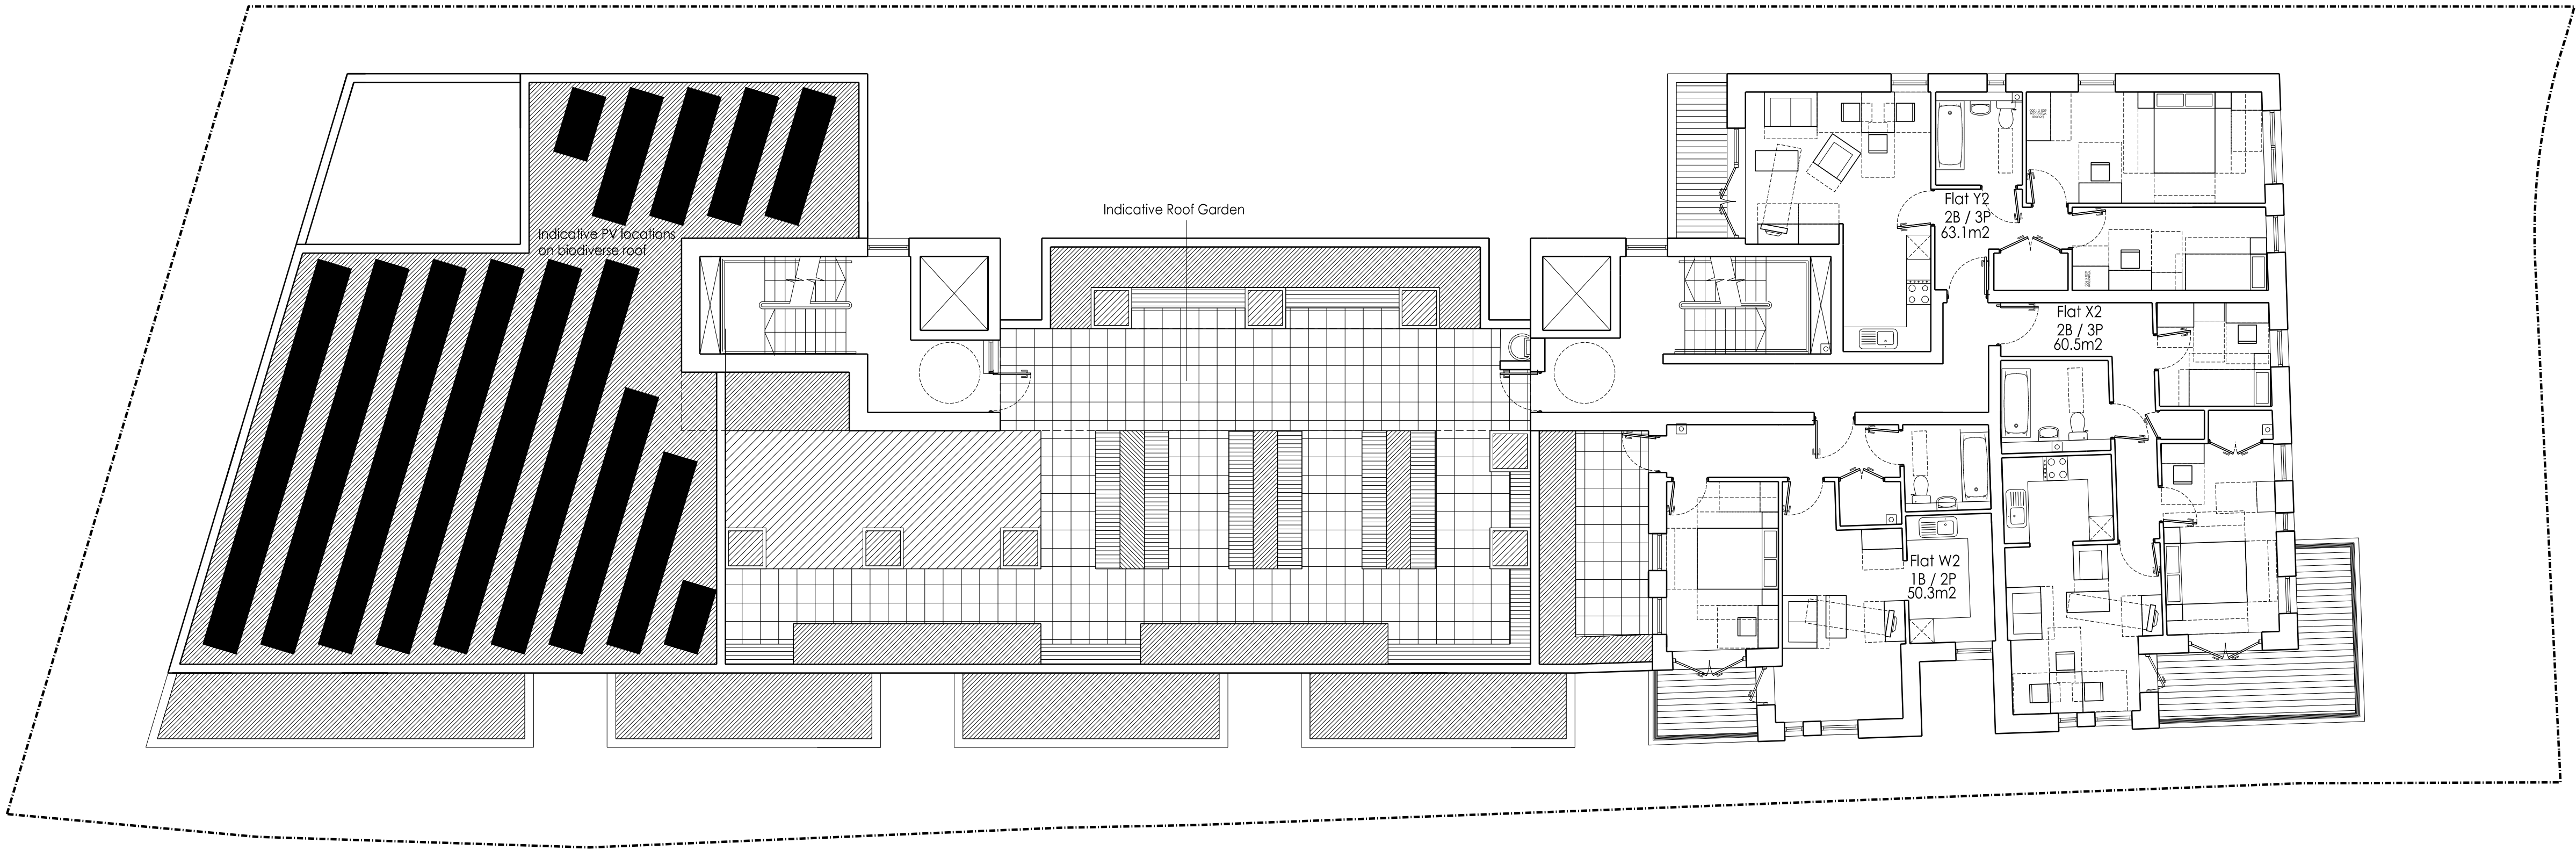 Indicative PV locations
on biodiverse roof
Indicative Roof Garden
Flat Y2
2B / 3P
63.1m2
Flat X2
2B / 3P
60.5m2
Flat W2
1B / 2P
50.3m2